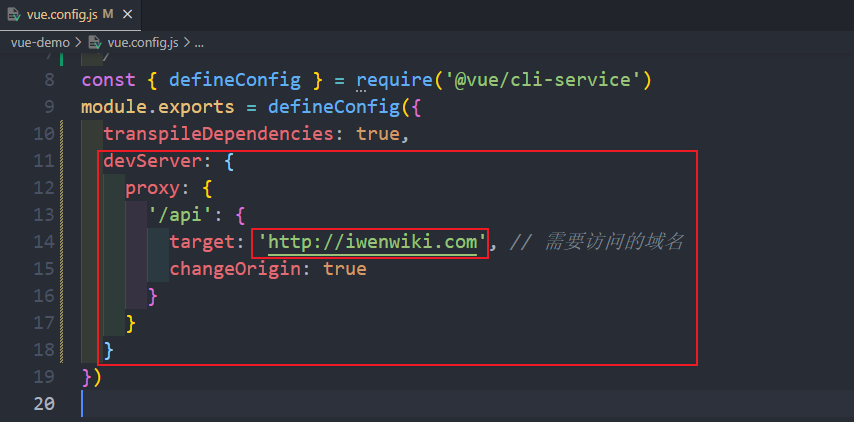 vue.config.js M ×
vue-demo > vue.config.js > ...
8 const { defineConfig } = require('@vue/cli-service')
9 module.exports = defineConfig({
10 transpileDependencies: true,
11 devServer: {
12 proxy: {
13 '/api': {
14 target: 'http://iwenwiki.com', // 需要访问的域名
15 changeOrigin: true
16 }
17 }
18 }
19 })
20